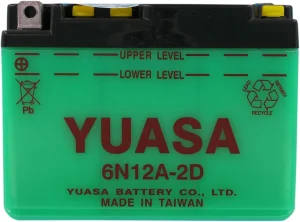 UPPER LEVEL
LOWER LEVEL
Pb
RECYCLE
YUASA
6N12A-2D
YUASA BATTERY CO., LTD.
MADE IN TAIWAN